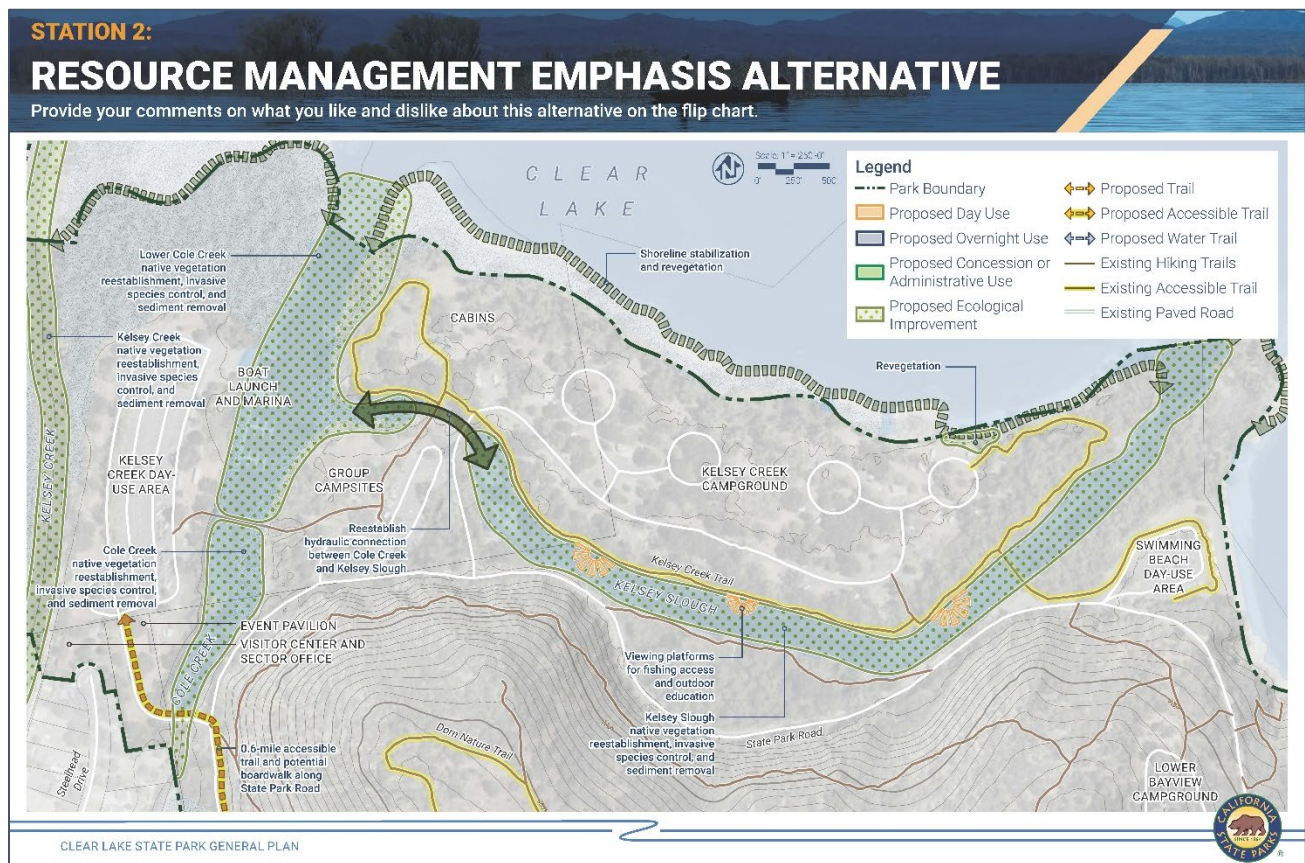 STATION 2:
RESOURCE MANAGEMENT EMPHASIS ALTERNATIVE
Provide your comments on what you like and dislike about this alternative on the flip chart.
CLEAR
LAKE
Scale: 1" = 250'-0"
0' 250' 500'
Legend
Park Boundary
Proposed Day Use
Proposed Overnight Use
Proposed Concession or
Administrative Use
Proposed Ecological
Improvement
Proposed Trail
Proposed Accessible Trail
Proposed Water Trail
Existing Hiking Trails
Existing Accessible Trail
Existing Paved Road
Lower Cole Creek
native vegetation
reestablishment, invasive
species control, and
sediment removal
Shoreline stabilization
and revegetation
CABINS
Kelsey Creek
native vegetation
reestablishment,
invasive species
control, and
sediment removal
BOAT
LAUNCH
AND MARINA
Revegetation
KELSEY CREEK
KELSEY
CREEK DAY-
USE AREA
GROUP
CAMPSITES
KELSEY CREEK
CAMPGROUND
Reestablish
hydraulic connection
between Cole Creek
and Kelsey Slough
Cole Creek
native vegetation
reestablishment,
invasive species control,
and sediment removal
Kelsey Creek Trail
KELSEY SLOUGH
SWIMMING
BEACH
DAY-USE
AREA
EVENT PAVILION
VISITOR CENTER AND
SECTOR OFFICE
COLE CREEK
Viewing platforms
for fishing access
and outdoor
education
Kelsey Slough
native vegetation
reestablishment, invasive
species control, and
sediment removal
State Park Road
Dorn Nature Trail
0.6-mile accessible
trail and potential
boardwalk along
State Park Road
Steelhead
Drive
LOWER
BAYVIEW
CAMPGROUND
CLEAR LAKE STATE PARK GENERAL PLAN
CALIFORNIA
SINCE 1864
STATE PARKS
®